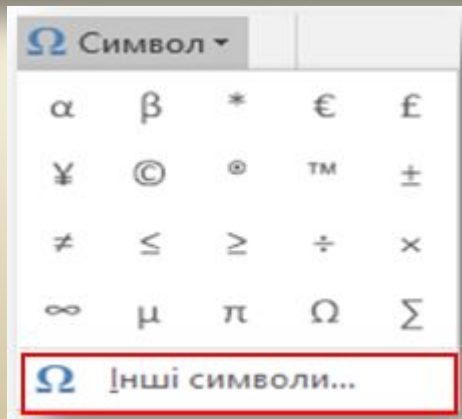 Ω Символ
α β * € £
¥ © ® ™ ±
≠ ≤ ≥ ÷ ×
∞ µ π Ω ∑
Ω Інші символи...